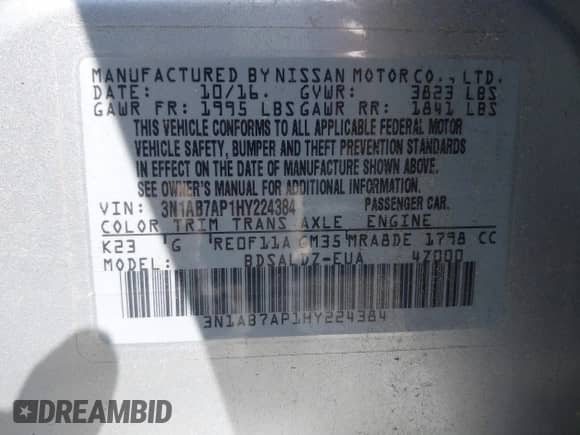 MANUFACTURED BY NISSAN MOTOR CO., LTD.
DATE: 10/16. GVWR: 3823 LBS
GAWR FR: 1995 LBS GAWR RR: 1841 LBS
THIS VEHICLE CONFORMS TO ALL APPLICABLE FEDERAL MOTOR
VEHICLE SAFETY, BUMPER AND THEFT PREVENTION STANDARDS
IN EFFECT ON THE DATE OF MANUFACTURE SHOWN ABOVE.
SEE OWNER'S MANUAL FOR ADDITIONAL INFORMATION.
VIN: 3N1AB7AP1HY224384 PASSENGER CAR.
COLOR TRIM TRANS AXLE ENGINE
K23 G RE0F11A GM35 MRA8DE 1798 CC
MODEL: BDSALDZ-EUA 4Z000
3N1AB7AP1HY224384
DREAMBID